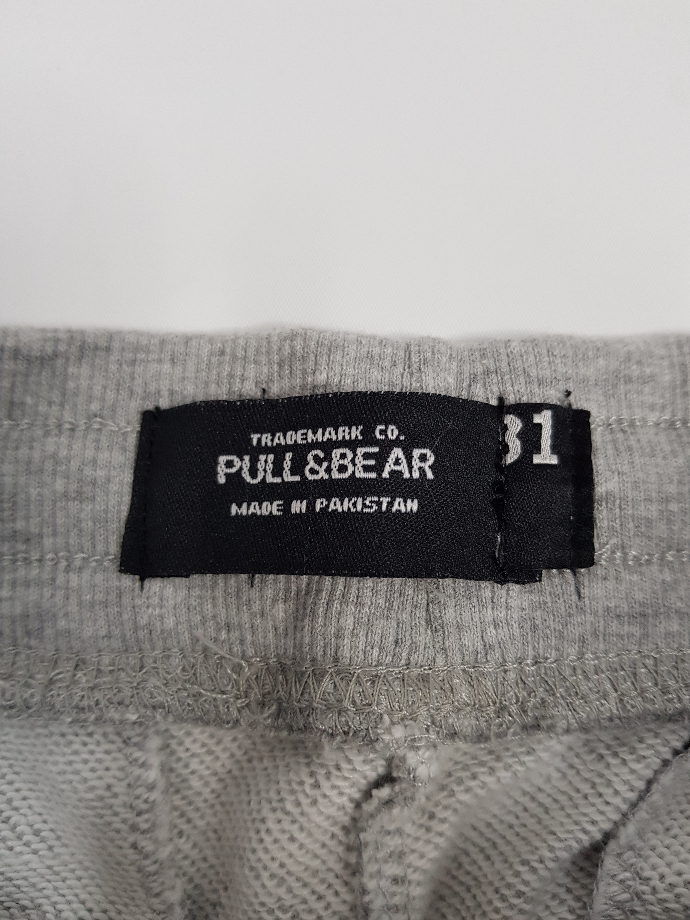 TRADEMARK CO.
PULL&BEAR
MADE IN PAKISTAN
31